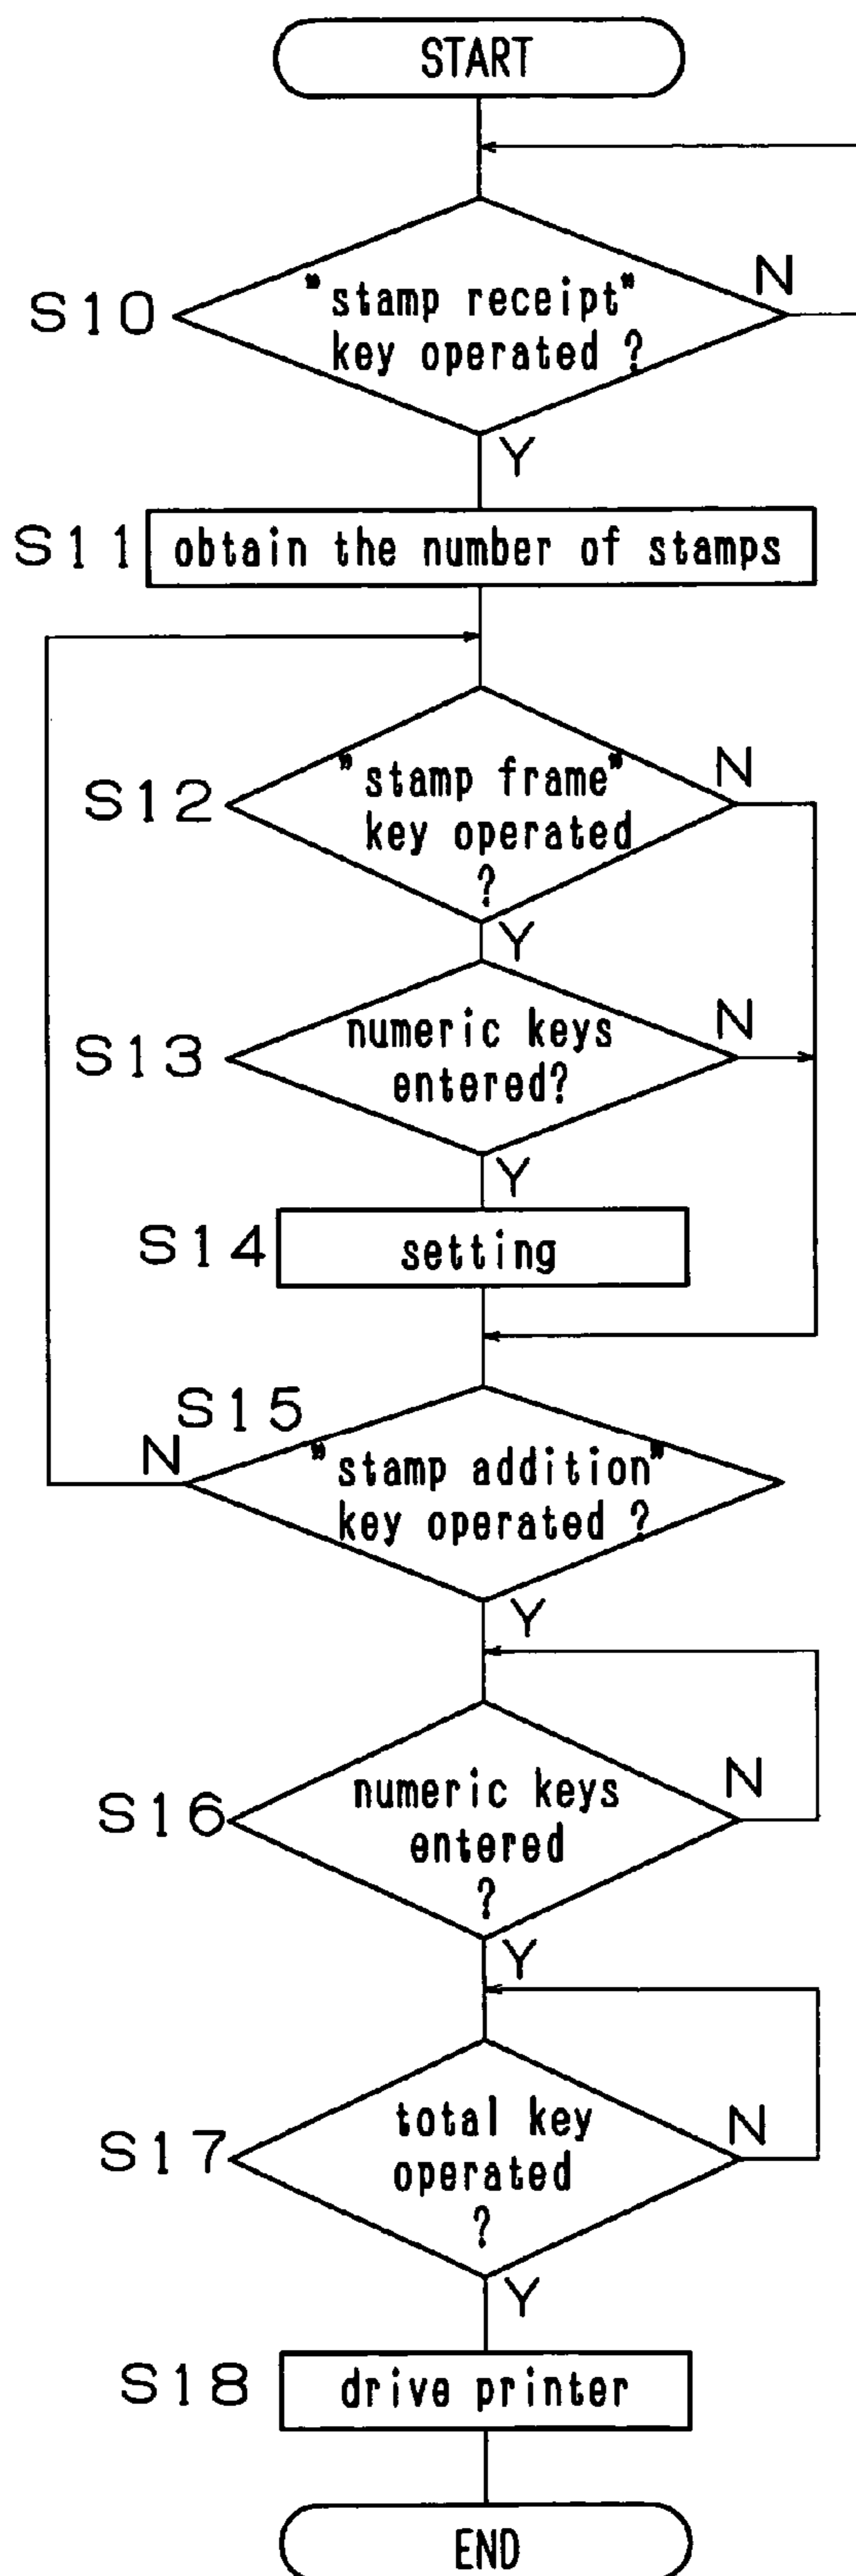 START
"stamp receipt"
key operated ?
N
S10
Y
S11
obtain the number of stamps
"stamp frame"
key operated
?
N
S12
Y
numeric keys
entered?
N
S13
Y
S14
setting
S15
N
"stamp addition"
key operated ?
Y
numeric keys
entered
?
N
S16
Y
total key
operated
?
N
S17
Y
S18
drive printer
END